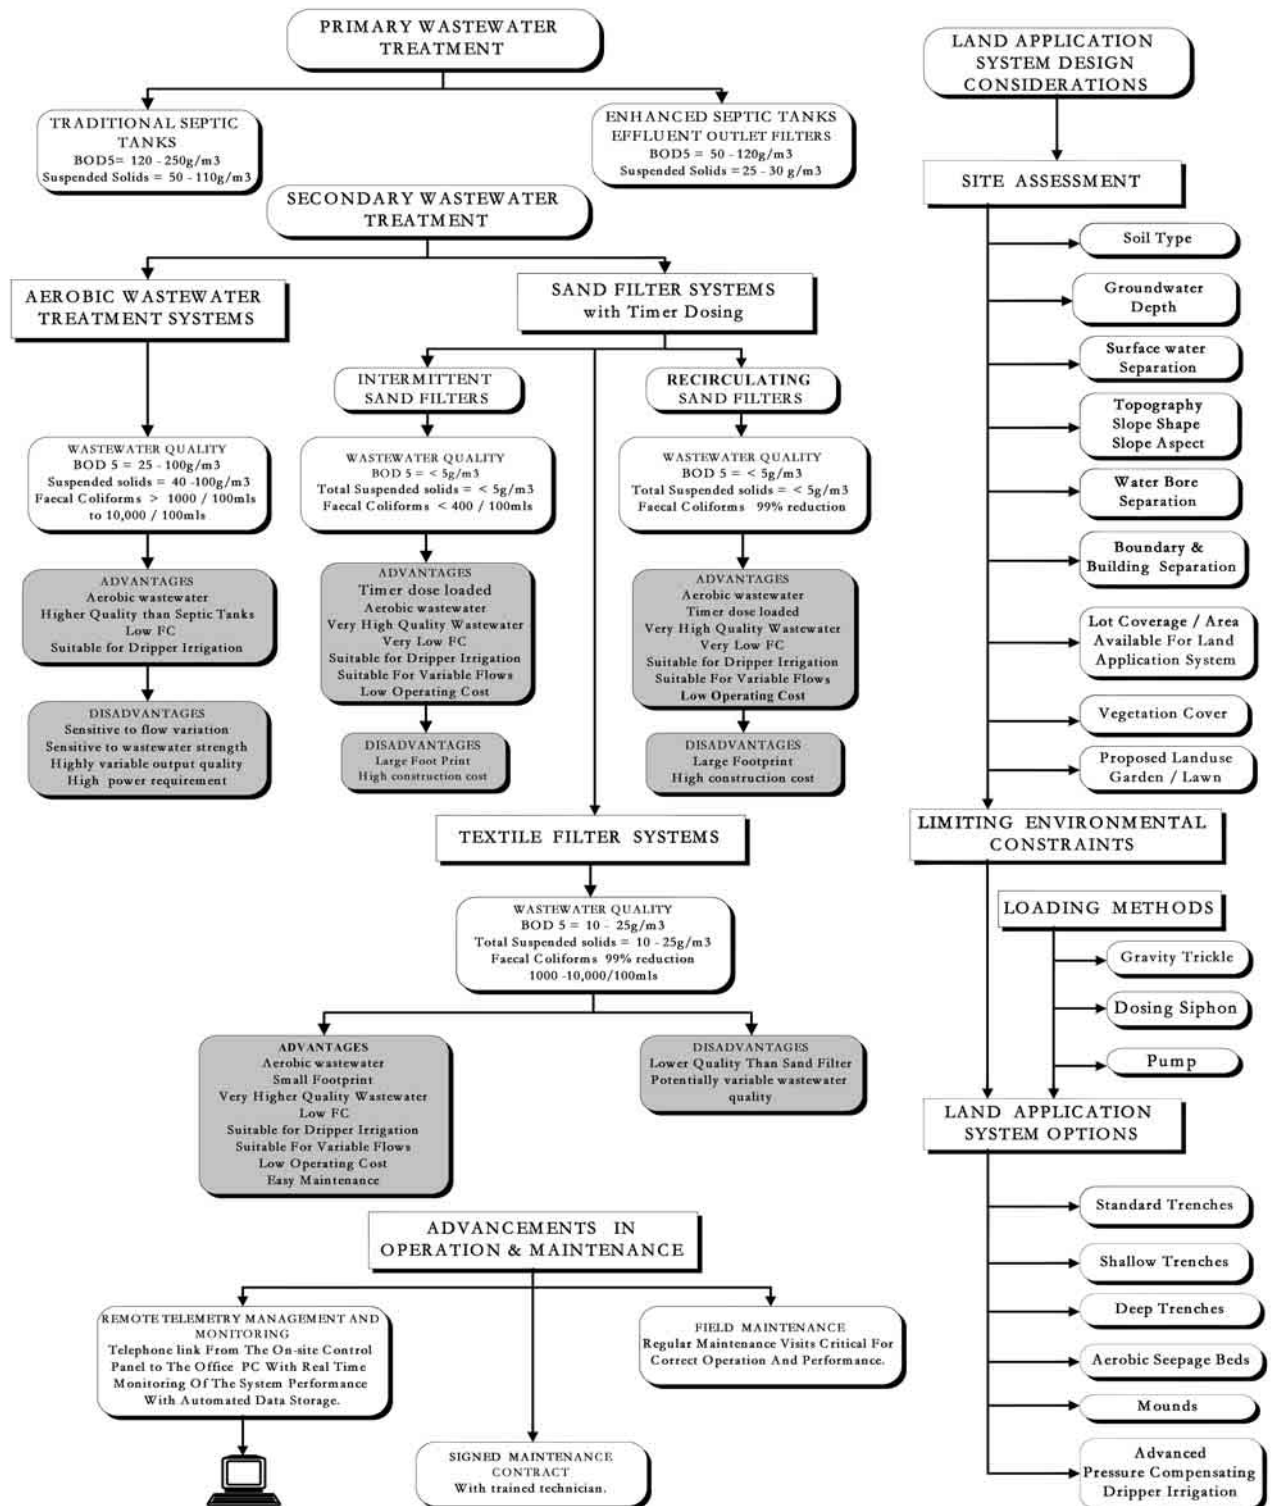 PRIMARY WASTEWATER
TREATMENT
TRADITIONAL SEPTIC
TANKS
BOD5= 120 - 250g/m3
Suspended Solids = 50 - 110g/m3
ENHANCED SEPTIC TANKS
EFFLUENT OUTLET FILTERS
BOD5 = 50 - 120g/m3
Suspended Solids = 25 - 30 g/m3
SECONDARY WASTEWATER
TREATMENT
AEROBIC WASTEWATER
TREATMENT SYSTEMS
SAND FILTER SYSTEMS
with Timer Dosing
INTERMITTENT
SAND FILTERS
RECIRCULATING
SAND FILTERS
WASTEWATER QUALITY
BOD 5 = 25 - 100g/m3
Suspended solids = 40 -100g/m3
Faecal Coliforms > 1000 / 100mls
to 10,000 / 100mls
WASTEWATER QUALITY
BOD 5 = < 5g/m3
Total Suspended solids = < 5g/m3
Faecal Coliforms < 400 / 100mls
WASTEWATER QUALITY
BOD 5 = < 5g/m3
Total Suspended solids = < 5g/m3
Faecal Coliforms 99% reduction
ADVANTAGES
Aerobic wastewater
Higher Quality than Septic Tanks
Low FC
Suitable for Dripper Irrigation
ADVANTAGES
Timer dose loaded
Aerobic wastewater
Very High Quality Wastewater
Very Low FC
Suitable for Dripper Irrigation
Suitable For Variable Flows
Low Operating Cost
ADVANTAGES
Aerobic wastewater
Timer dose loaded
Very High Quality Wastewater
Very Low FC
Suitable for Dripper Irrigation
Suitable For Variable Flows
Low Operating Cost
DISADVANTAGES
Sensitive to flow variation
Sensitive to wastewater strength
Highly variable output quality
High power requirement
DISADVANTAGES
Large Foot Print
High construction cost
DISADVANTAGES
Large Footprint
High construction cost
TEXTILE FILTER SYSTEMS
WASTEWATER QUALITY
BOD 5 = 10 - 25g/m3
Total Suspended solids = 10 - 25g/m3
Faecal Coliforms 99% reduction
1000 -10,000/100mls
ADVANTAGES
Aerobic wastewater
Small Footprint
Very Higher Quality Wastewater
Low FC
Suitable for Dripper Irrigation
Suitable For Variable Flows
Low Operating Cost
Easy Maintenance
DISADVANTAGES
Lower Quality Than Sand Filter
Potentially variable wastewater
quality
ADVANCEMENTS IN
OPERATION & MAINTENANCE
REMOTE TELEMETRY MANAGEMENT AND
MONITORING
Telephone link From The On-site Control
Panel to The Office PC With Real Time
Monitoring Of The System Performance
With Automated Data Storage.
SIGNED MAINTENANCE
CONTRACT
With trained technician.
FIELD MAINTENANCE
Regular Maintenance Visits Critical For
Correct Operation And Performance.
LAND APPLICATION
SYSTEM DESIGN
CONSIDERATIONS
SITE ASSESSMENT
Soil Type
Groundwater
Depth
Surface water
Separation
Topography
Slope Shape
Slope Aspect
Water Bore
Separation
Boundary &
Building Separation
Lot Coverage / Area
Available For Land
Application System
Vegetation Cover
Proposed Landuse
Garden / Lawn
LIMITING ENVIRONMENTAL
CONSTRAINTS
LOADING METHODS
Gravity Trickle
Dosing Siphon
Pump
LAND APPLICATION
SYSTEM OPTIONS
Standard Trenches
Shallow Trenches
Deep Trenches
Aerobic Seepage Beds
Mounds
Advanced
Pressure Compensating
Dripper Irrigation